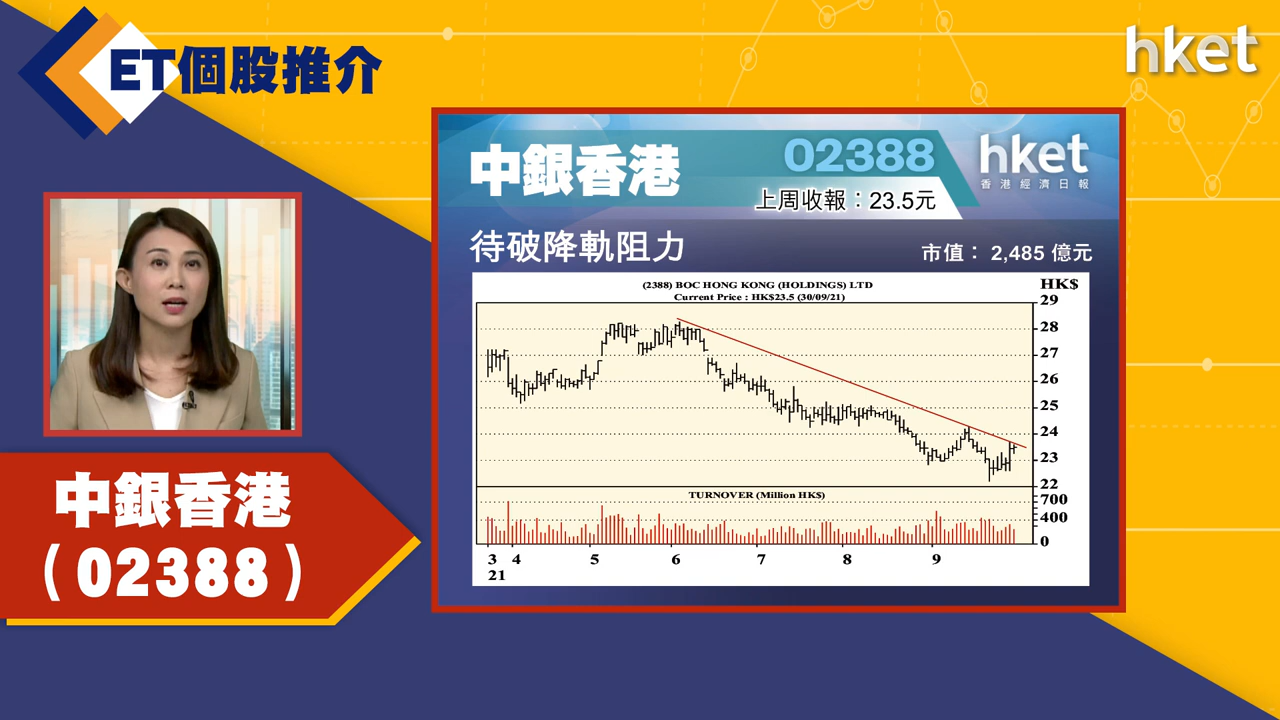 ET個股推介
hket
中銀香港
02388
hket
香港經濟日報
上周收報：23.5元
待破降軌阻力
市值： 2,485 億元
(2388) BOC HONG KONG (HOLDINGS) LTD
Current Price : HK$23.5 (30/09/21)
HK$
29
28
27
26
25
24
23
22
TURNOVER (Million HK$)
700
400
0
3 4 5 6 7 8 9
21
中銀香港
（02388）